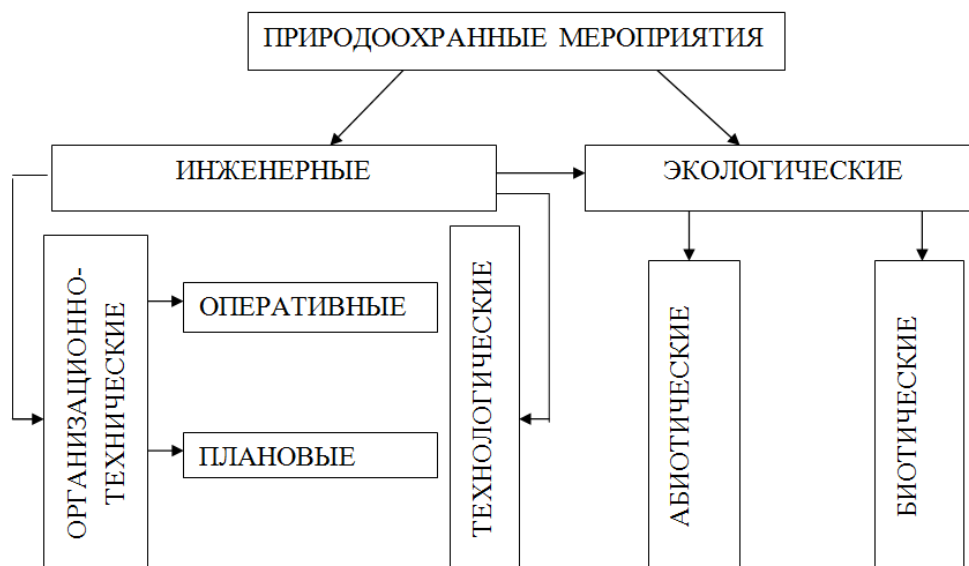 ПРИРОДООХРАННЫЕ МЕРОПРИЯТИЯ
ИНЖЕНЕРНЫЕ
ЭКОЛОГИЧЕСКИЕ
ОРГАНИЗАЦИОННО-
ТЕХНИЧЕСКИЕ
ОПЕРАТИВНЫЕ
ПЛАНОВЫЕ
ТЕХНОЛОГИЧЕСКИЕ
АБИОТИЧЕСКИЕ
БИОТИЧЕСКИЕ